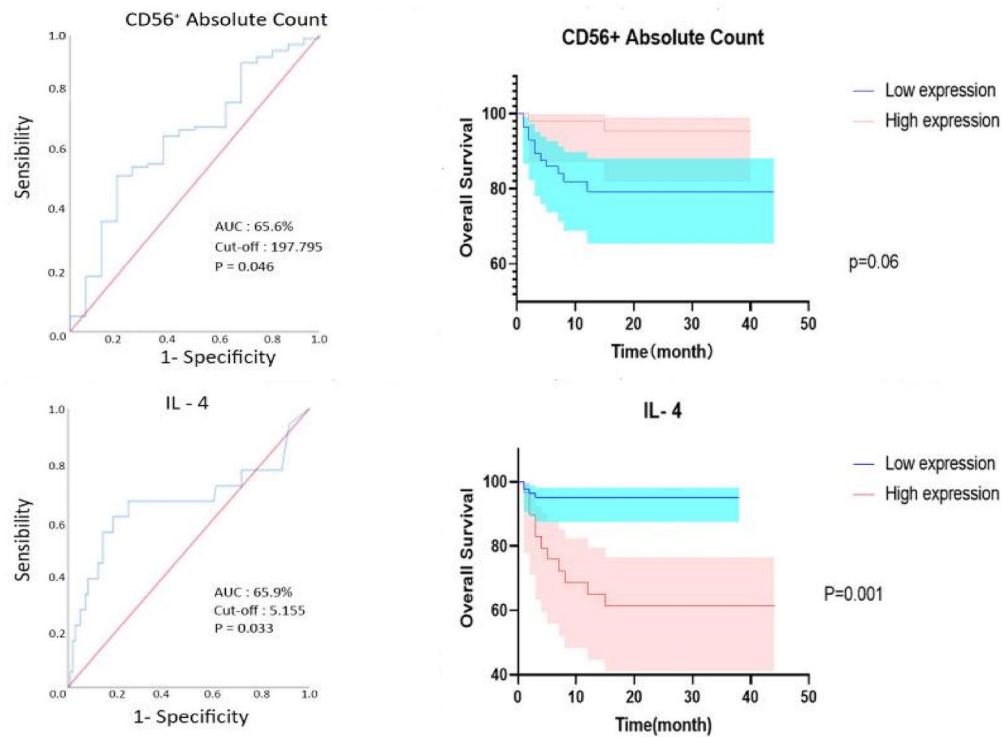 CD56⁺ Absolute Count
1.0
0.8
0.6
0.4
0.2
0.0
Sensibility
AUC : 65.6%
Cut-off : 197.795
P = 0.046
0.2 0.4 0.6 0.8 1.0
1- Specificity
CD56+ Absolute Count
100
80
60
Overall Survival
0 10 20 30 40 50
Time(month)
Low expression
High expression
p=0.06
IL - 4
1.0
0.8
0.6
0.4
0.2
0.0
Sensibility
AUC : 65.9%
Cut-off : 5.155
P = 0.033
0.2 0.4 0.6 0.8 1.0
1- Specificity
IL- 4
100
80
60
40
Overall Survival
0 10 20 30 40 50
Time(month)
Low expression
High expression
P=0.001